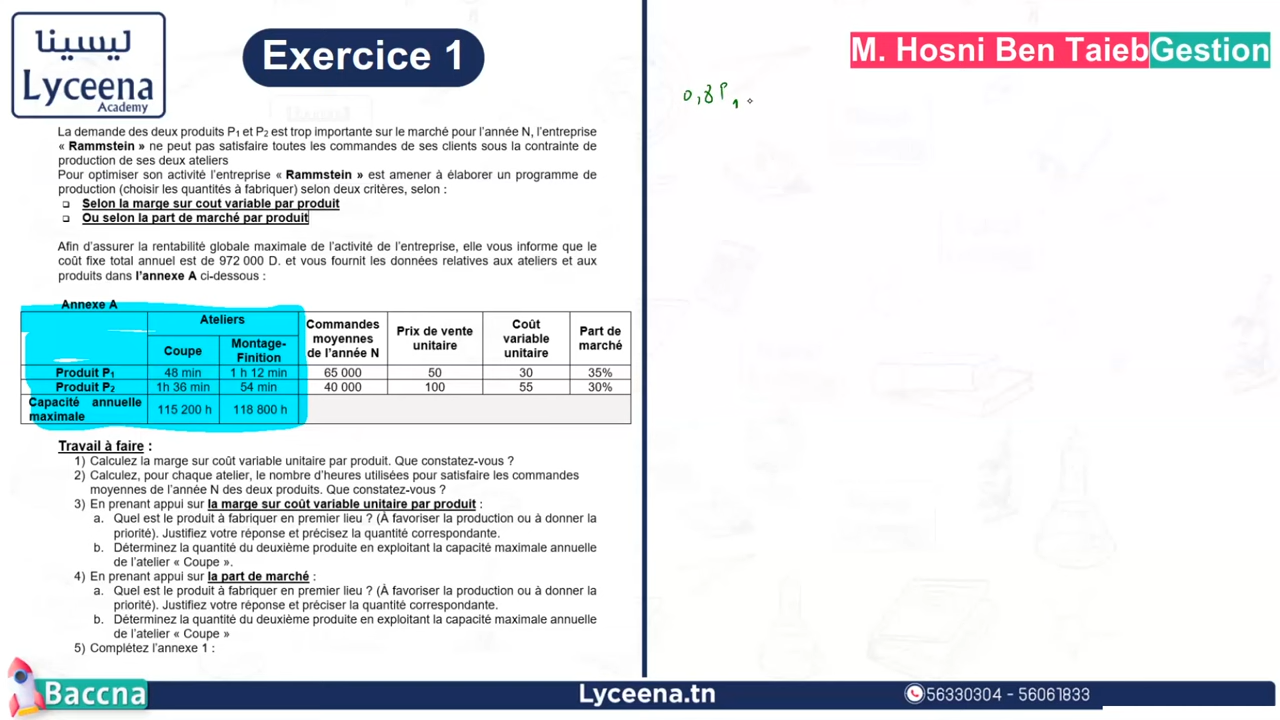 ليسينا
Lyceena
Academy
Exercice 1
M. Hosni Ben Taieb Gestion
0,8P1
La demande des deux produits P1 et P2 est trop importante sur le marché pour l'année N, l'entreprise
« Rammstein » ne peut pas satisfaire toutes les commandes de ses clients sous la contrainte de
production de ses deux ateliers
Pour optimiser son activité l'entreprise « Rammstein » est amener à élaborer un programme de
production (choisir les quantités à fabriquer) selon deux critères, selon :
❑ Selon la marge sur cout variable par produit
❑ Ou selon la part de marché par produit
Afin d'assurer la rentabilité globale maximale de l'activité de l'entreprise, elle vous informe que le
coût fixe total annuel est de 972 000 D. et vous fournit les données relatives aux ateliers et aux
produits dans l'annexe A ci-dessous :
Annexe A
Ateliers Commandes moyennes de l'année N Prix de vente unitaire Coût variable unitaire Part de marché
Coupe Montage-Finition
Produit P1 48 min 1 h 12 min 65 000 50 30 35%
Produit P2 1h 36 min 54 min 40 000 100 55 30%
Capacité annuelle maximale 115 200 h 118 800 h
Travail à faire :
1) Calculez la marge sur coût variable unitaire par produit. Que constatez-vous ?
2) Calculez, pour chaque atelier, le nombre d'heures utilisées pour satisfaire les commandes
moyennes de l'année N des deux produits. Que constatez-vous ?
3) En prenant appui sur la marge sur coût variable unitaire par produit :
a. Quel est le produit à fabriquer en premier lieu ? (À favoriser la production ou à donner la
priorité). Justifiez votre réponse et précisez la quantité correspondante.
b. Déterminez la quantité du deuxième produite en exploitant la capacité maximale annuelle
de l'atelier « Coupe ».
4) En prenant appui sur la part de marché :
a. Quel est le produit à fabriquer en premier lieu ? (À favoriser la production ou à donner la
priorité). Justifiez votre réponse et préciser la quantité correspondante.
b. Déterminez la quantité du deuxième produite en exploitant la capacité maximale annuelle
de l'atelier « Coupe »
5) Complétez l'annexe 1 :
Baccna
Lyceena.tn
56330304 - 56061833